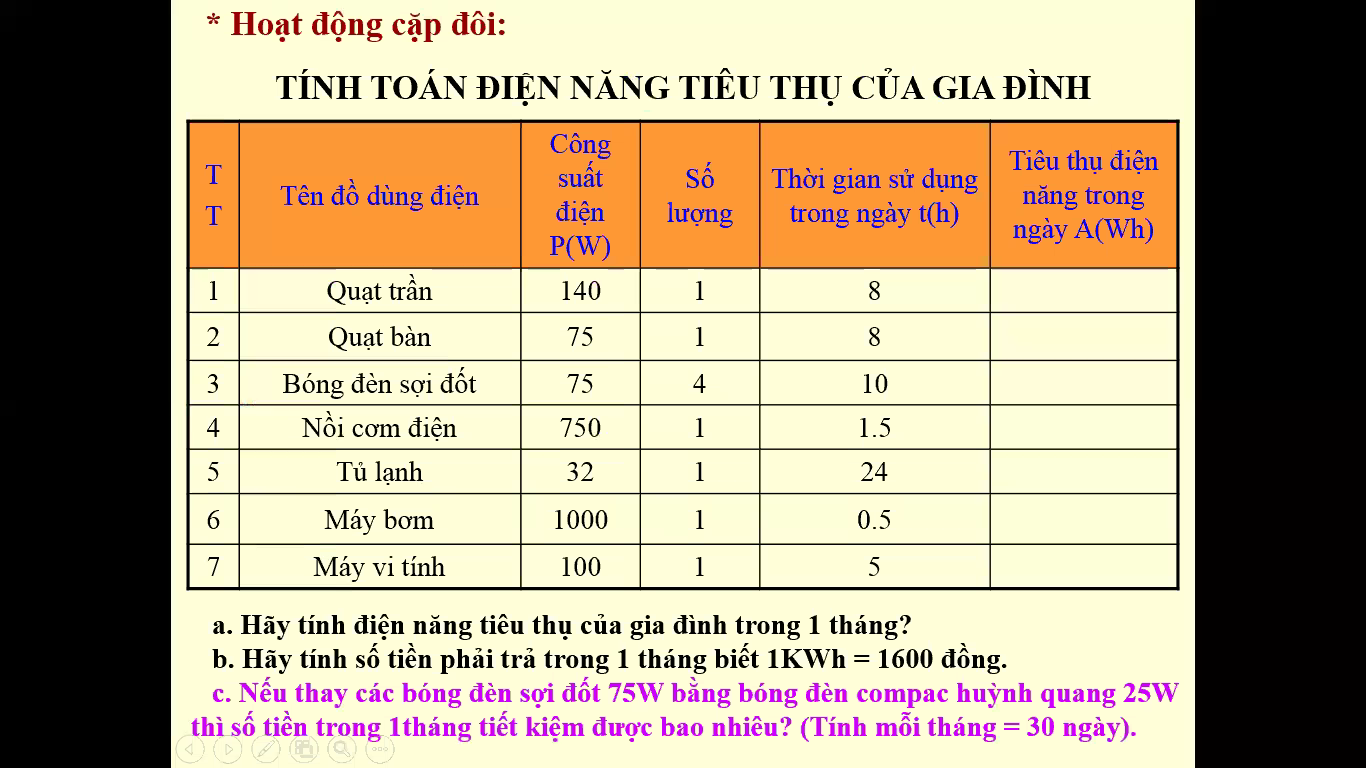 * Hoạt động cặp đôi:
TÍNH TOÁN ĐIỆN NĂNG TIÊU THỤ CỦA GIA ĐÌNH
T T Tên đồ dùng điện Công suất điện P(W) Số lượng Thời gian sử dụng trong ngày t(h) Tiêu thụ điện năng trong ngày A(Wh)
1 Quạt trần 140 1 8
2 Quạt bàn 75 1 8
3 Bóng đèn sợi đốt 75 4 10
4 Nồi cơm điện 750 1 1.5
5 Tủ lạnh 32 1 24
6 Máy bơm 1000 1 0.5
7 Máy vi tính 100 1 5
a. Hãy tính điện năng tiêu thụ của gia đình trong 1 tháng?
b. Hãy tính số tiền phải trả trong 1 tháng biết 1KWh = 1600 đồng.
c. Nếu thay các bóng đèn sợi đốt 75W bằng bóng đèn compac huỳnh quang 25W
thì số tiền trong 1tháng tiết kiệm được bao nhiêu? (Tính mỗi tháng = 30 ngày).